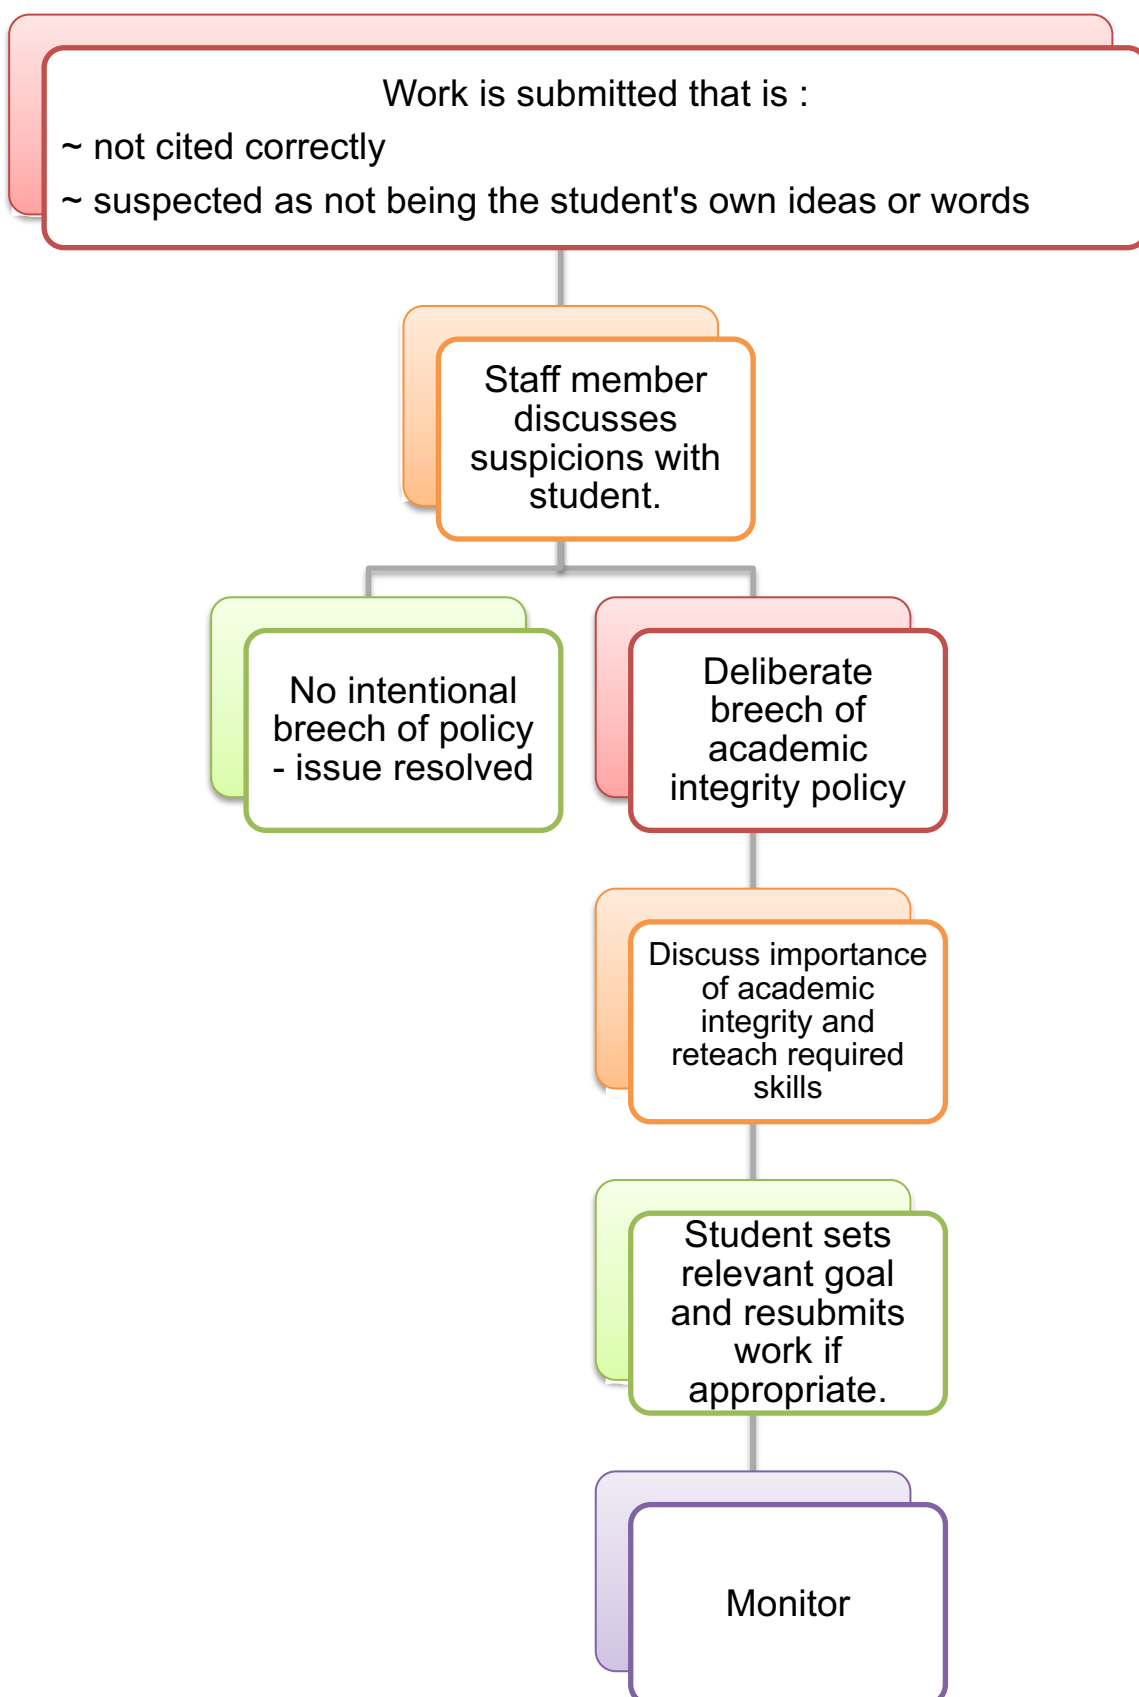 Work is submitted that is :
~ not cited correctly
~ suspected as not being the student's own ideas or words
Staff member
discusses
suspicions with
student.
No intentional
breech of policy
- issue resolved
Deliberate
breech of
academic
integrity policy
Discuss importance
of academic
integrity and
reteach required
skills
Student sets
relevant goal
and resubmits
work if
appropriate.
Monitor